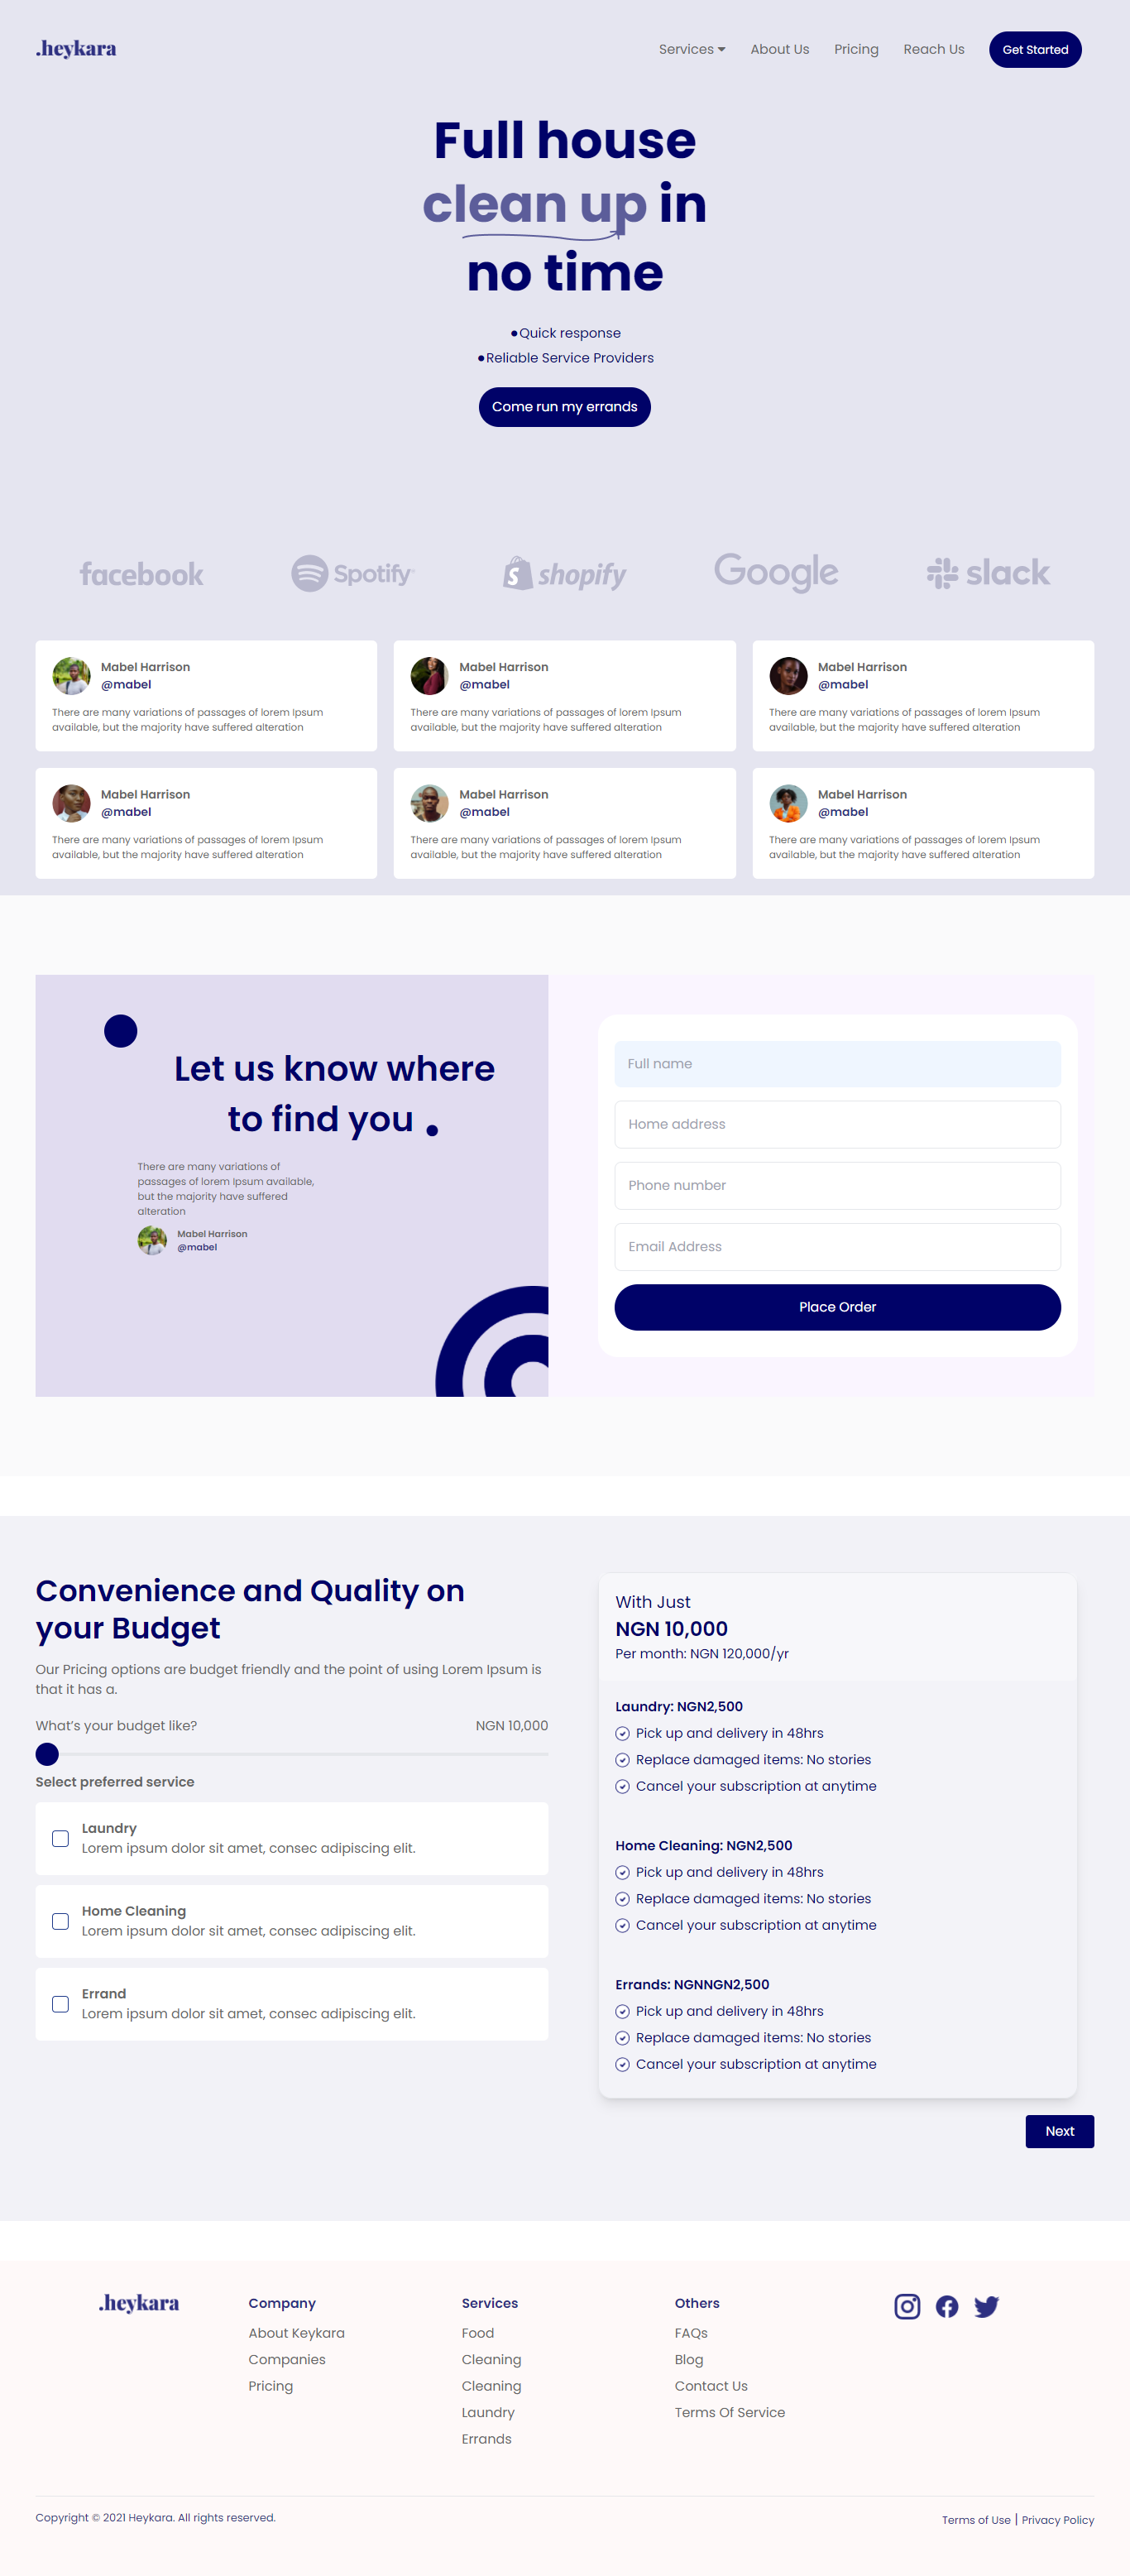 .heykara
Services
About Us
Pricing
Reach Us
Get Started
Full house
clean up in
no time
Quick response
Reliable Service Providers
Come run my errands
facebook
Spotify
shopify
Google
slack
Mabel Harrison
@mabel
There are many variations of passages of lorem Ipsum
available, but the majority have suffered alteration
Mabel Harrison
@mabel
There are many variations of passages of lorem Ipsum
available, but the majority have suffered alteration
Mabel Harrison
@mabel
There are many variations of passages of lorem Ipsum
available, but the majority have suffered alteration
Mabel Harrison
@mabel
There are many variations of passages of lorem Ipsum
available, but the majority have suffered alteration
Mabel Harrison
@mabel
There are many variations of passages of lorem Ipsum
available, but the majority have suffered alteration
Mabel Harrison
@mabel
There are many variations of passages of lorem Ipsum
available, but the majority have suffered alteration
Let us know where
to find you .
There are many variations of
passages of lorem Ipsum available,
but the majority have suffered
alteration
Mabel Harrison
@mabel
Full name
Home address
Phone number
Email Address
Place Order
Convenience and Quality on
your Budget
Our Pricing options are budget friendly and the point of using Lorem Ipsum is
that it has a.
What's your budget like?
NGN 10,000
Select preferred service
Laundry
Lorem ipsum dolor sit amet, consec adipiscing elit.
Home Cleaning
Lorem ipsum dolor sit amet, consec adipiscing elit.
Errand
Lorem ipsum dolor sit amet, consec adipiscing elit.
With Just
NGN 10,000
Per month: NGN 120,000/yr
Laundry: NGN2,500
Pick up and delivery in 48hrs
Replace damaged items: No stories
Cancel your subscription at anytime
Home Cleaning: NGN2,500
Pick up and delivery in 48hrs
Replace damaged items: No stories
Cancel your subscription at anytime
Errands: NGNNGN2,500
Pick up and delivery in 48hrs
Replace damaged items: No stories
Cancel your subscription at anytime
Next
.heykara
Company
About Keykara
Companies
Pricing
Services
Food
Cleaning
Cleaning
Laundry
Errands
Others
FAQs
Blog
Contact Us
Terms Of Service
Copyright © 2021 Heykara. All rights reserved.
Terms of Use | Privacy Policy